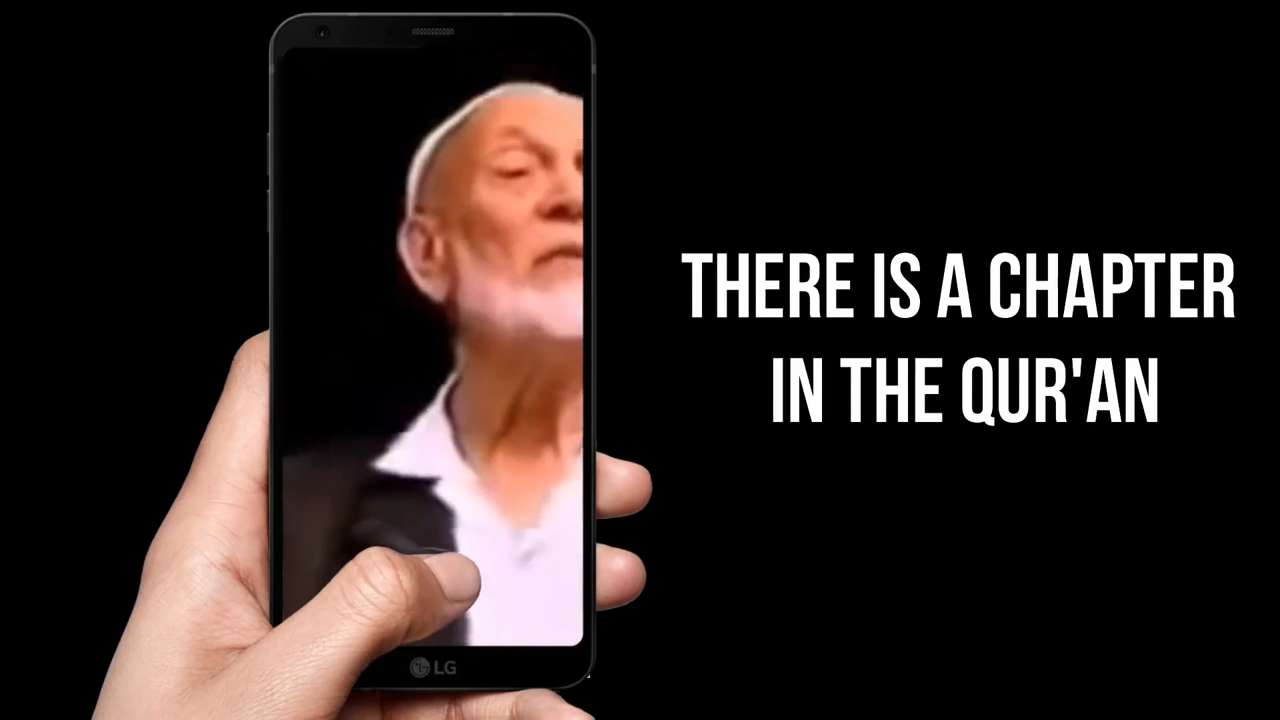 THERE IS A CHAPTER
IN THE QUR'AN
LG